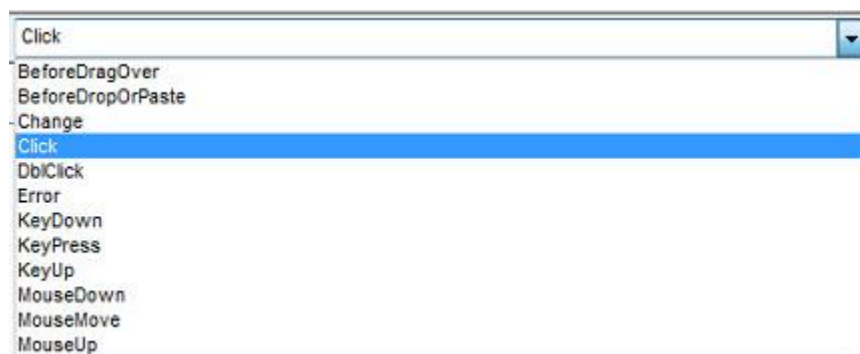 Click
BeforeDragOver
BeforeDropOrPaste
Change
Click
DblClick
Error
KeyDown
KeyPress
KeyUp
MouseDown
MouseMove
MouseUp